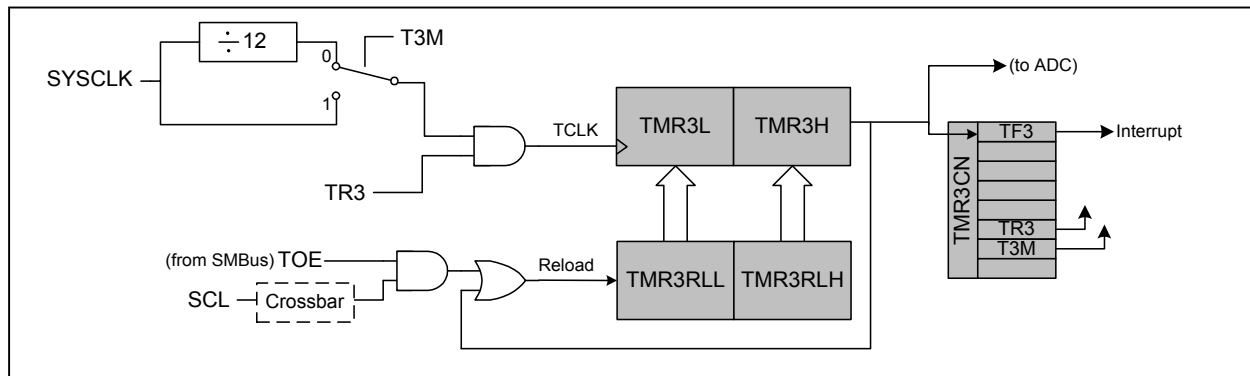 ÷ 12
T3M
0
SYSCLK
1
(to ADC)
TCLK
TMR3L
TMR3H
TF3
Interrupt
TR3
TMR3CN
TR3
T3M
(from SMBus) TOE
Reload
TMR3RLL
TMR3RLH
SCL
Crossbar